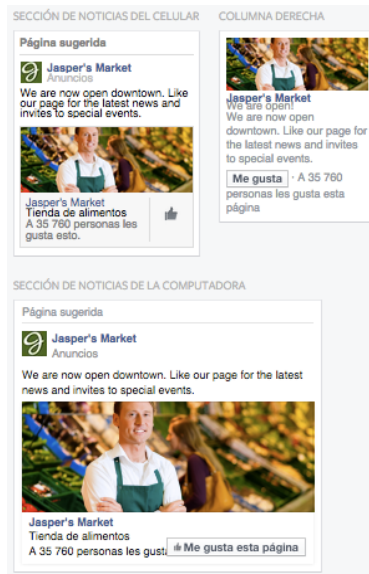 SECCIÓN DE NOTICIAS DEL CELULAR
Página sugerida
Jasper's Market
Anuncios
We are now open downtown. Like
our page for the latest news and
invites to special events.
Jasper's Market
Tienda de alimentos
A 35 760 personas les
gusta esto.
COLUMNA DERECHA
Jasper's Market
We are open!
We are now open
downtown. Like our page for
the latest news and invites
to special events.
Me gusta · A 35 760
personas les gusta esta
página
SECCIÓN DE NOTICIAS DE LA COMPUTADORA
Página sugerida
Jasper's Market
Anuncios
We are now open downtown. Like our page for the latest
news and invites to special events.
Jasper's Market
Tienda de alimentos
A 35 760 personas les gusta
Me gusta esta página